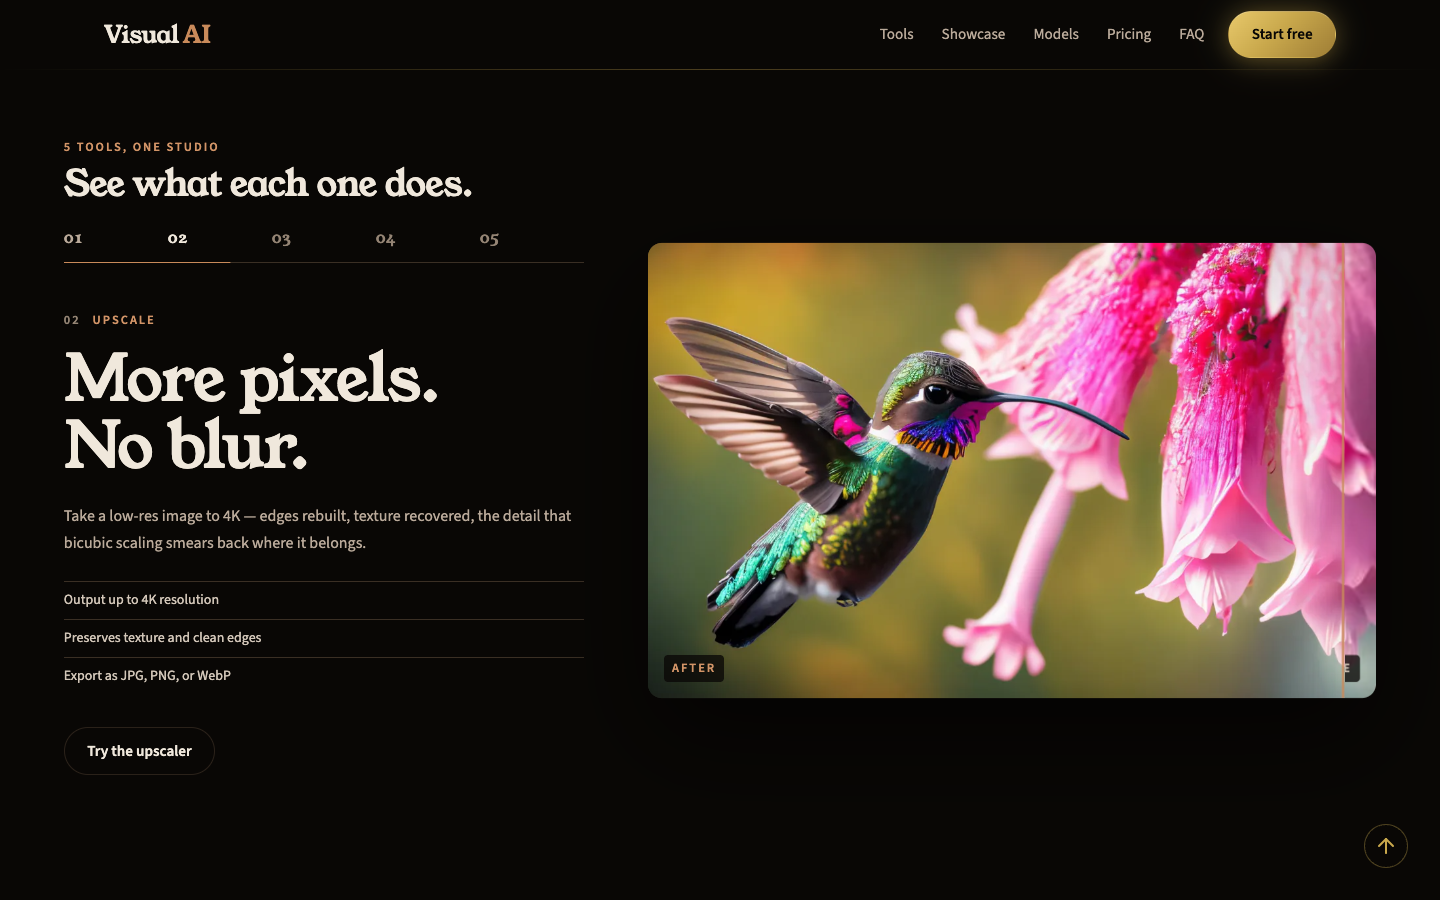 Visual AI
Tools Showcase Models Pricing FAQ Start free
5 TOOLS, ONE STUDIO
See what each one does.
01 02 03 04 05
02 UPSCALE
More pixels.
No blur.
Take a low-res image to 4K — edges rebuilt, texture recovered, the detail that
bicubic scaling smears back where it belongs.
Output up to 4K resolution
Preserves texture and clean edges
Export as JPG, PNG, or WebP
AFTER
Try the upscaler